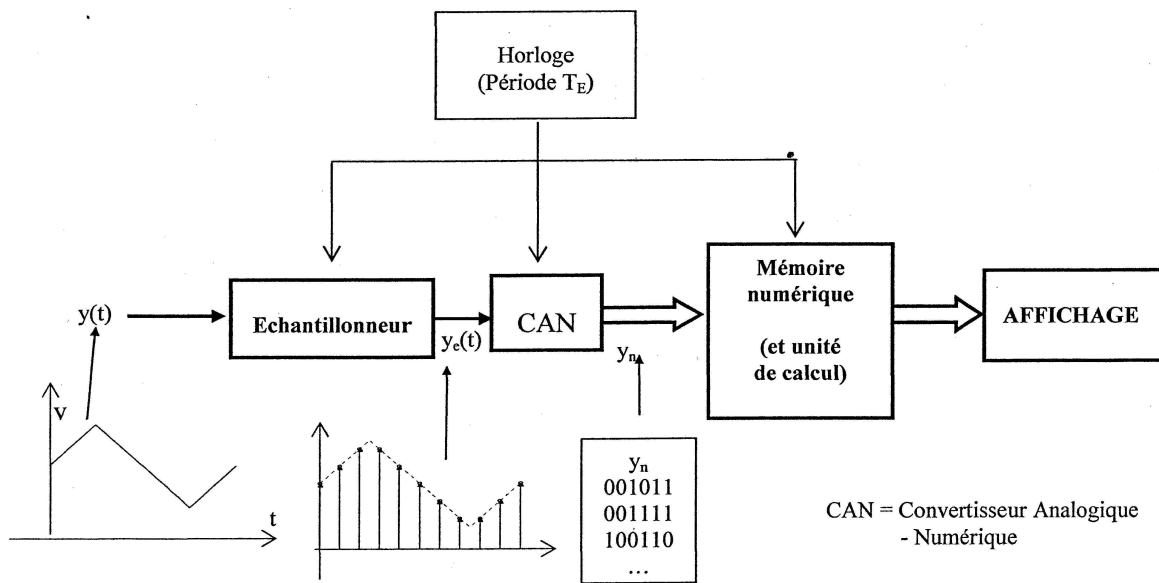 Horloge
(Période T_E)
y(t)
Echantillonneur
y_e(t)
CAN
y_n
Mémoire
numérique
(et unité
de calcul)
AFFICHAGE
v
t
y_n
001011
001111
100110
…
CAN = Convertisseur Analogique
- Numérique